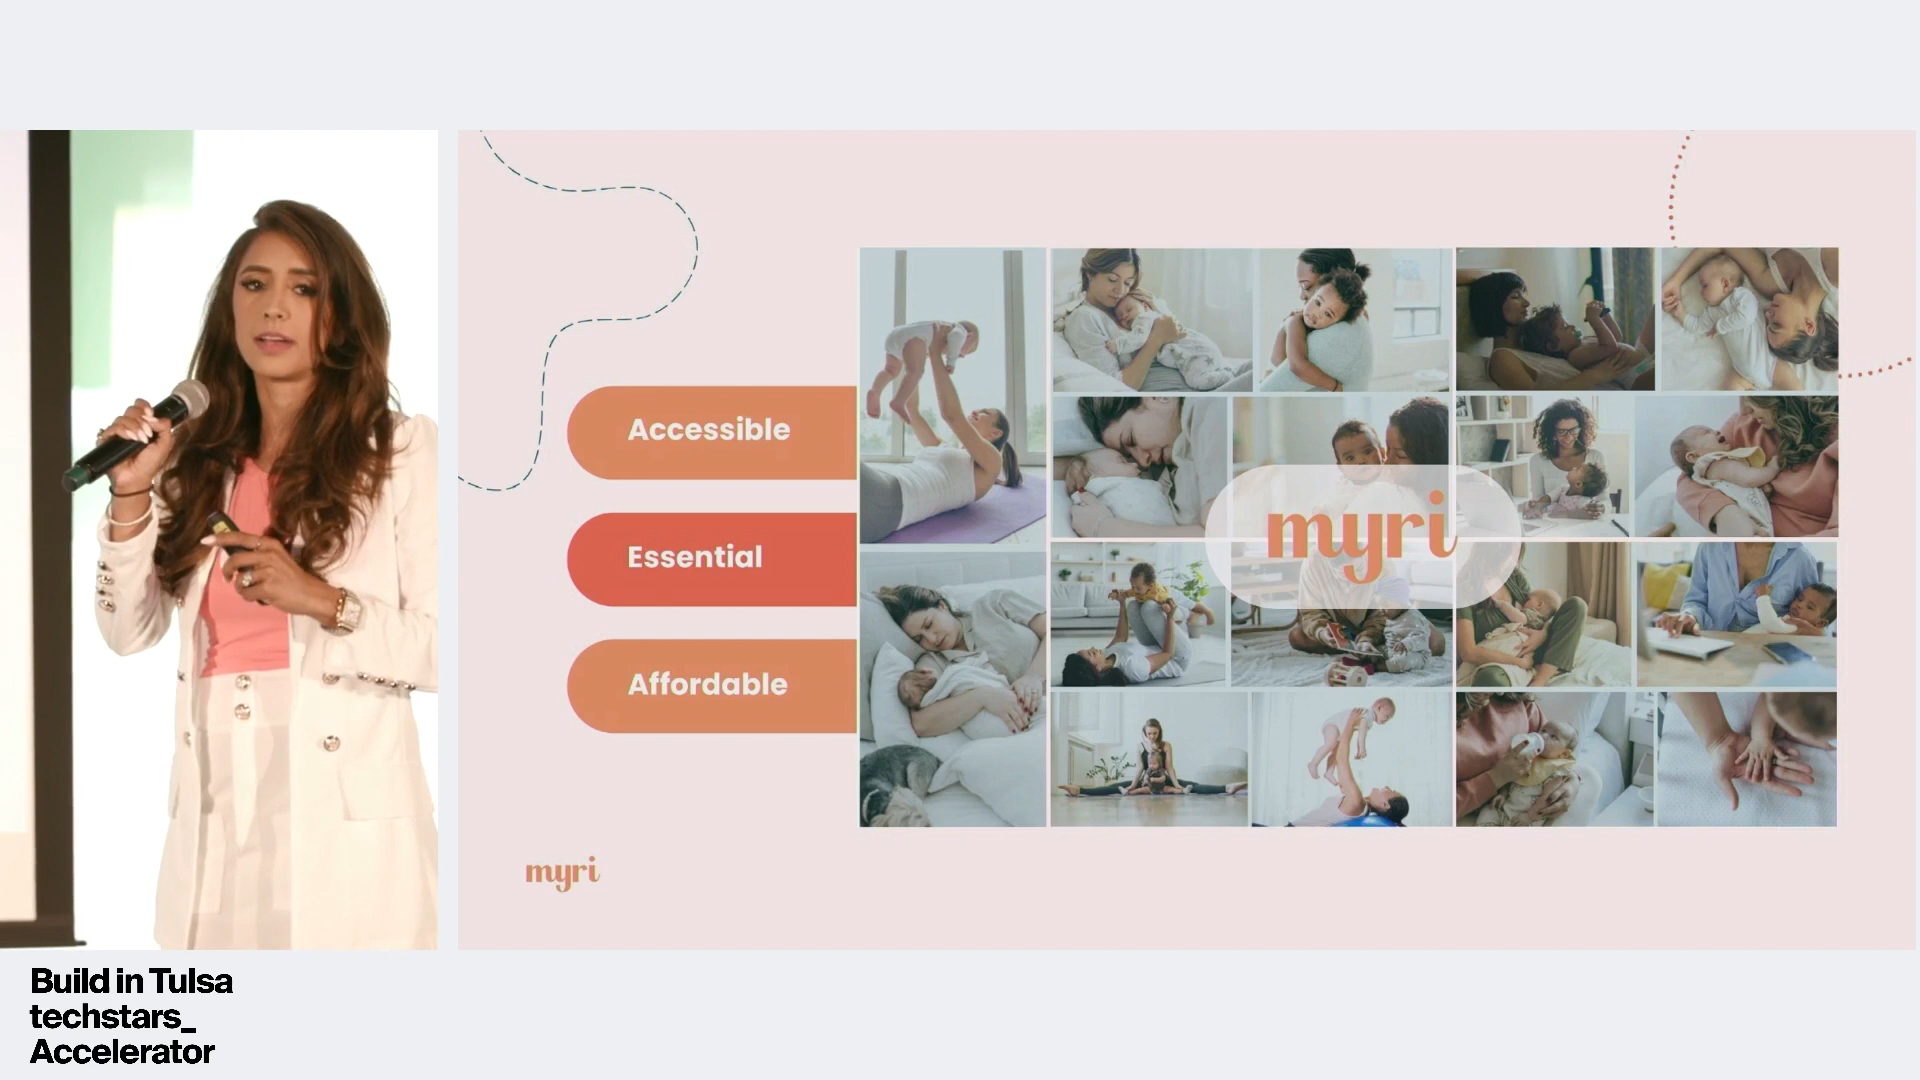 Accessible
Essential
Affordable
myri
myri
Build in Tulsa
techstars_
Accelerator